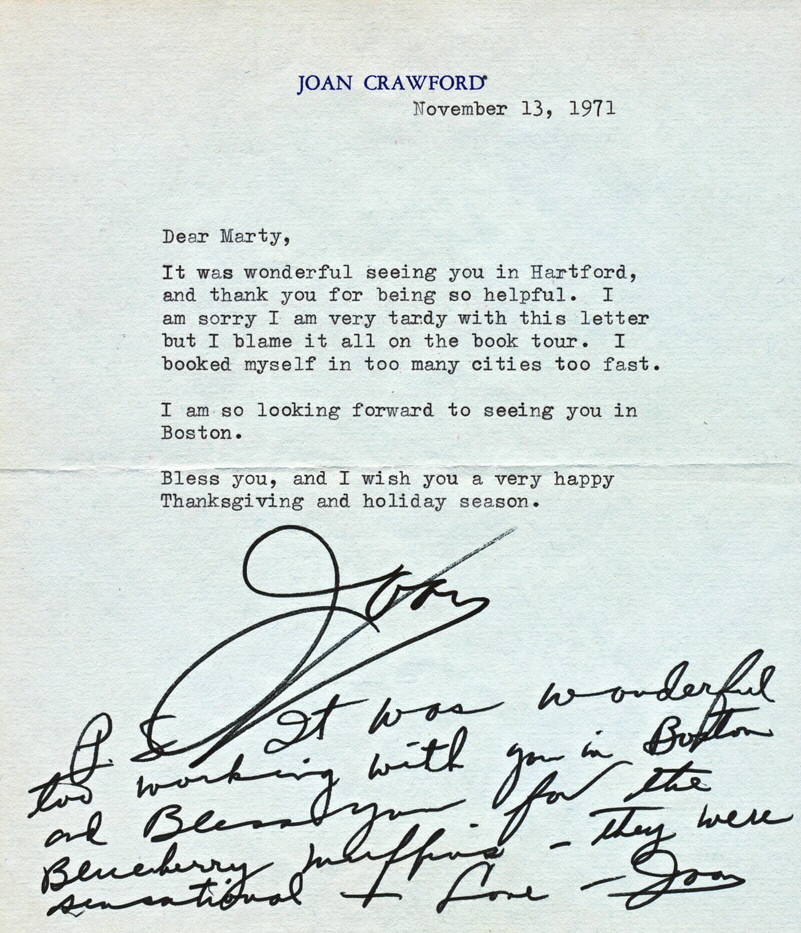 JOAN CRAWFORD
November 13, 1971
Dear Marty,
It was wonderful seeing you in Hartford,
and thank you for being so helpful. I
am sorry I am very tardy with this letter
but I blame it all on the book tour. I
booked myself in too many cities too fast.
I am so looking forward to seeing you in
Boston.
Bless you, and I wish you a very happy
Thanksgiving and holiday season.
Joan
P.S. It was wonderful
too working with you in Boston
and Bless you for the
Blueberry muffins - they were
sensational + Love - Joan